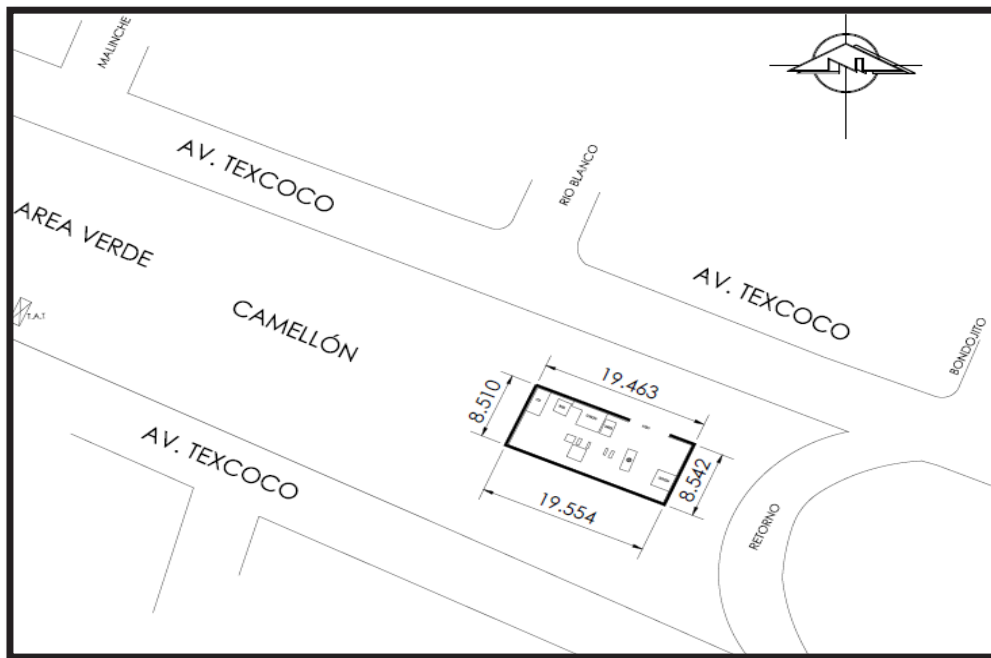 MALINCHE
AV. TEXCOCO
RIO BLANCO
AREA VERDE
AV. TEXCOCO
T.A.T.
CAMELLÓN
BONDOJITO
19.463
8.510
AV. TEXCOCO
8.542
19.554
RETORNO